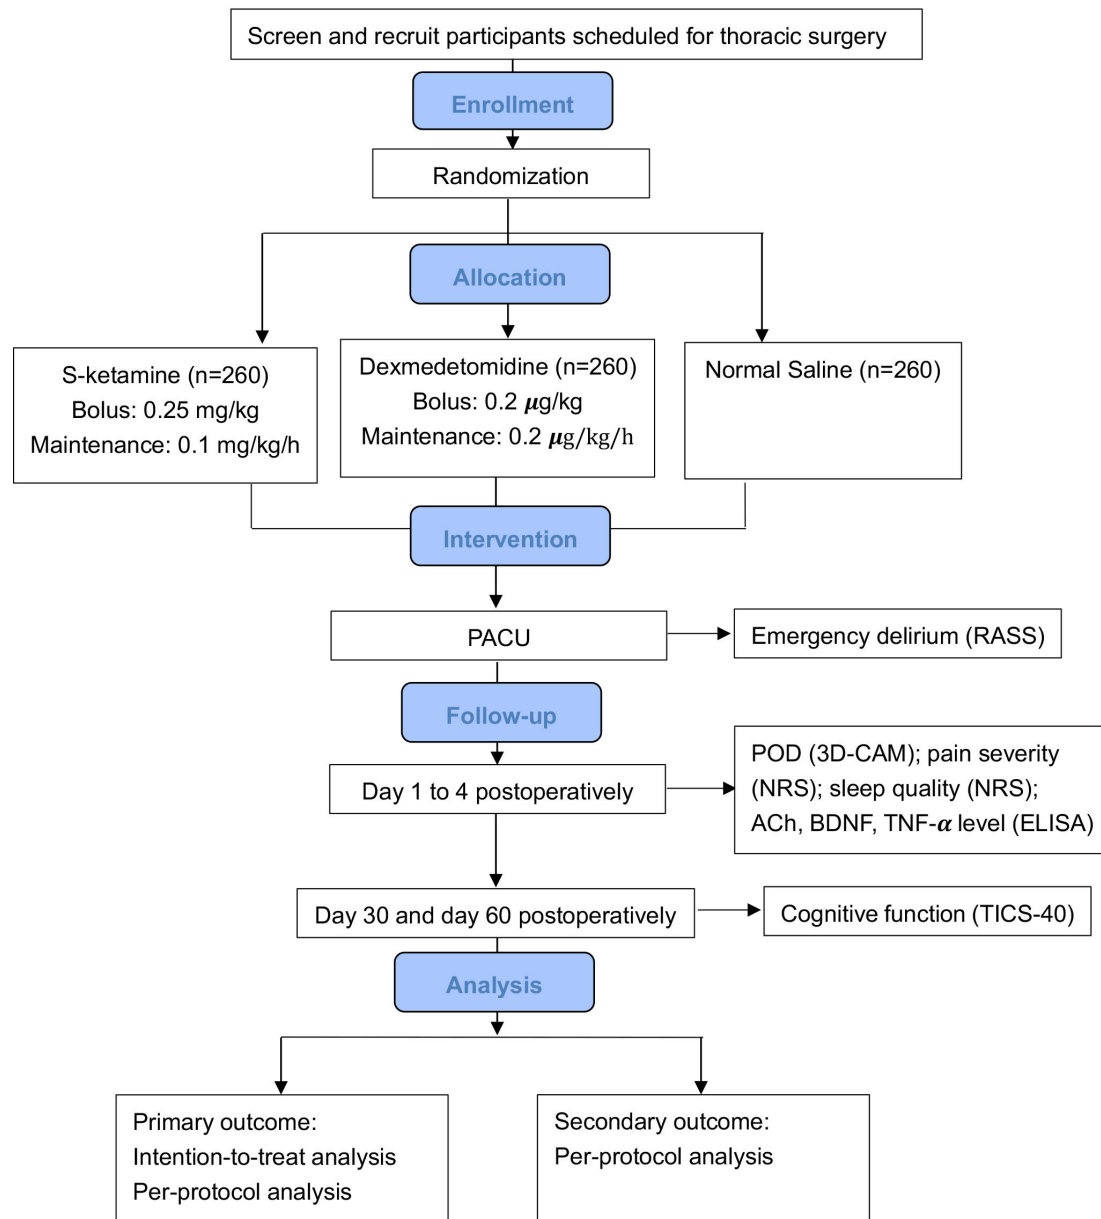 Screen and recruit participants scheduled for thoracic surgery
Enrollment
Randomization
Allocation
S-ketamine (n=260)
Bolus: 0.25 mg/kg
Maintenance: 0.1 mg/kg/h
Dexmedetomidine (n=260)
Bolus: 0.2 μg/kg
Maintenance: 0.2 μg/kg/h
Normal Saline (n=260)
Intervention
PACU
Emergency delirium (RASS)
Follow-up
Day 1 to 4 postoperatively
POD (3D-CAM); pain severity
(NRS); sleep quality (NRS);
ACh, BDNF, TNF-α level (ELISA)
Day 30 and day 60 postoperatively
Cognitive function (TICS-40)
Analysis
Primary outcome:
Intention-to-treat analysis
Per-protocol analysis
Secondary outcome:
Per-protocol analysis